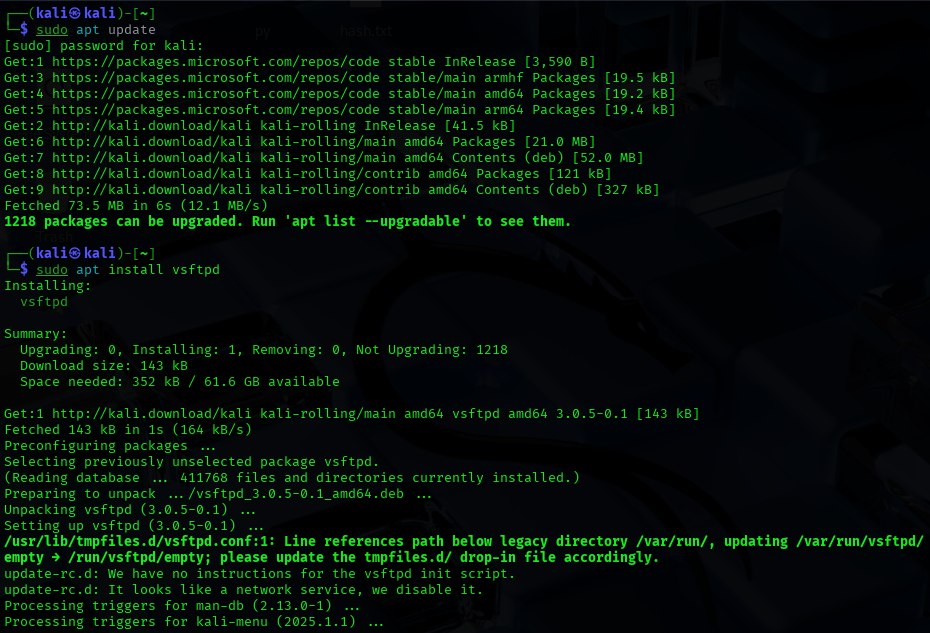 ┌──(kali㉿kali)-[~]
└─$ sudo apt update
[sudo] password for kali:
Get:1 https://packages.microsoft.com/repos/code stable InRelease [3,590 B]
Get:3 https://packages.microsoft.com/repos/code stable/main armhf Packages [19.5 kB]
Get:4 https://packages.microsoft.com/repos/code stable/main amd64 Packages [19.2 kB]
Get:5 https://packages.microsoft.com/repos/code stable/main arm64 Packages [19.4 kB]
Get:2 http://kali.download/kali kali-rolling InRelease [41.5 kB]
Get:6 http://kali.download/kali kali-rolling/main amd64 Packages [21.0 MB]
Get:7 http://kali.download/kali kali-rolling/main amd64 Contents (deb) [52.0 MB]
Get:8 http://kali.download/kali kali-rolling/contrib amd64 Packages [121 kB]
Get:9 http://kali.download/kali kali-rolling/contrib amd64 Contents (deb) [327 kB]
Fetched 73.5 MB in 6s (12.1 MB/s)
1218 packages can be upgraded. Run 'apt list --upgradable' to see them.
┌──(kali㉿kali)-[~]
└─$ sudo apt install vsftpd
Installing:
  vsftpd
Summary:
  Upgrading: 0, Installing: 1, Removing: 0, Not Upgrading: 1218
  Download size: 143 kB
  Space needed: 352 kB / 61.6 GB available
Get:1 http://kali.download/kali kali-rolling/main amd64 vsftpd amd64 3.0.5-0.1 [143 kB]
Fetched 143 kB in 1s (164 kB/s)
Preconfiguring packages ...
Selecting previously unselected package vsftpd.
(Reading database ... 411768 files and directories currently installed.)
Preparing to unpack .../vsftpd_3.0.5-0.1_amd64.deb ...
Unpacking vsftpd (3.0.5-0.1) ...
Setting up vsftpd (3.0.5-0.1) ...
/usr/lib/tmpfiles.d/vsftpd.conf:1: Line references path below legacy directory /var/run/, updating /var/run/vsftpd/
empty → /run/vsftpd/empty; please update the tmpfiles.d/ drop-in file accordingly.
update-rc.d: We have no instructions for the vsftpd init script.
update-rc.d: It looks like a network service, we disable it.
Processing triggers for man-db (2.13.0-1) ...
Processing triggers for kali-menu (2025.1.1) ...